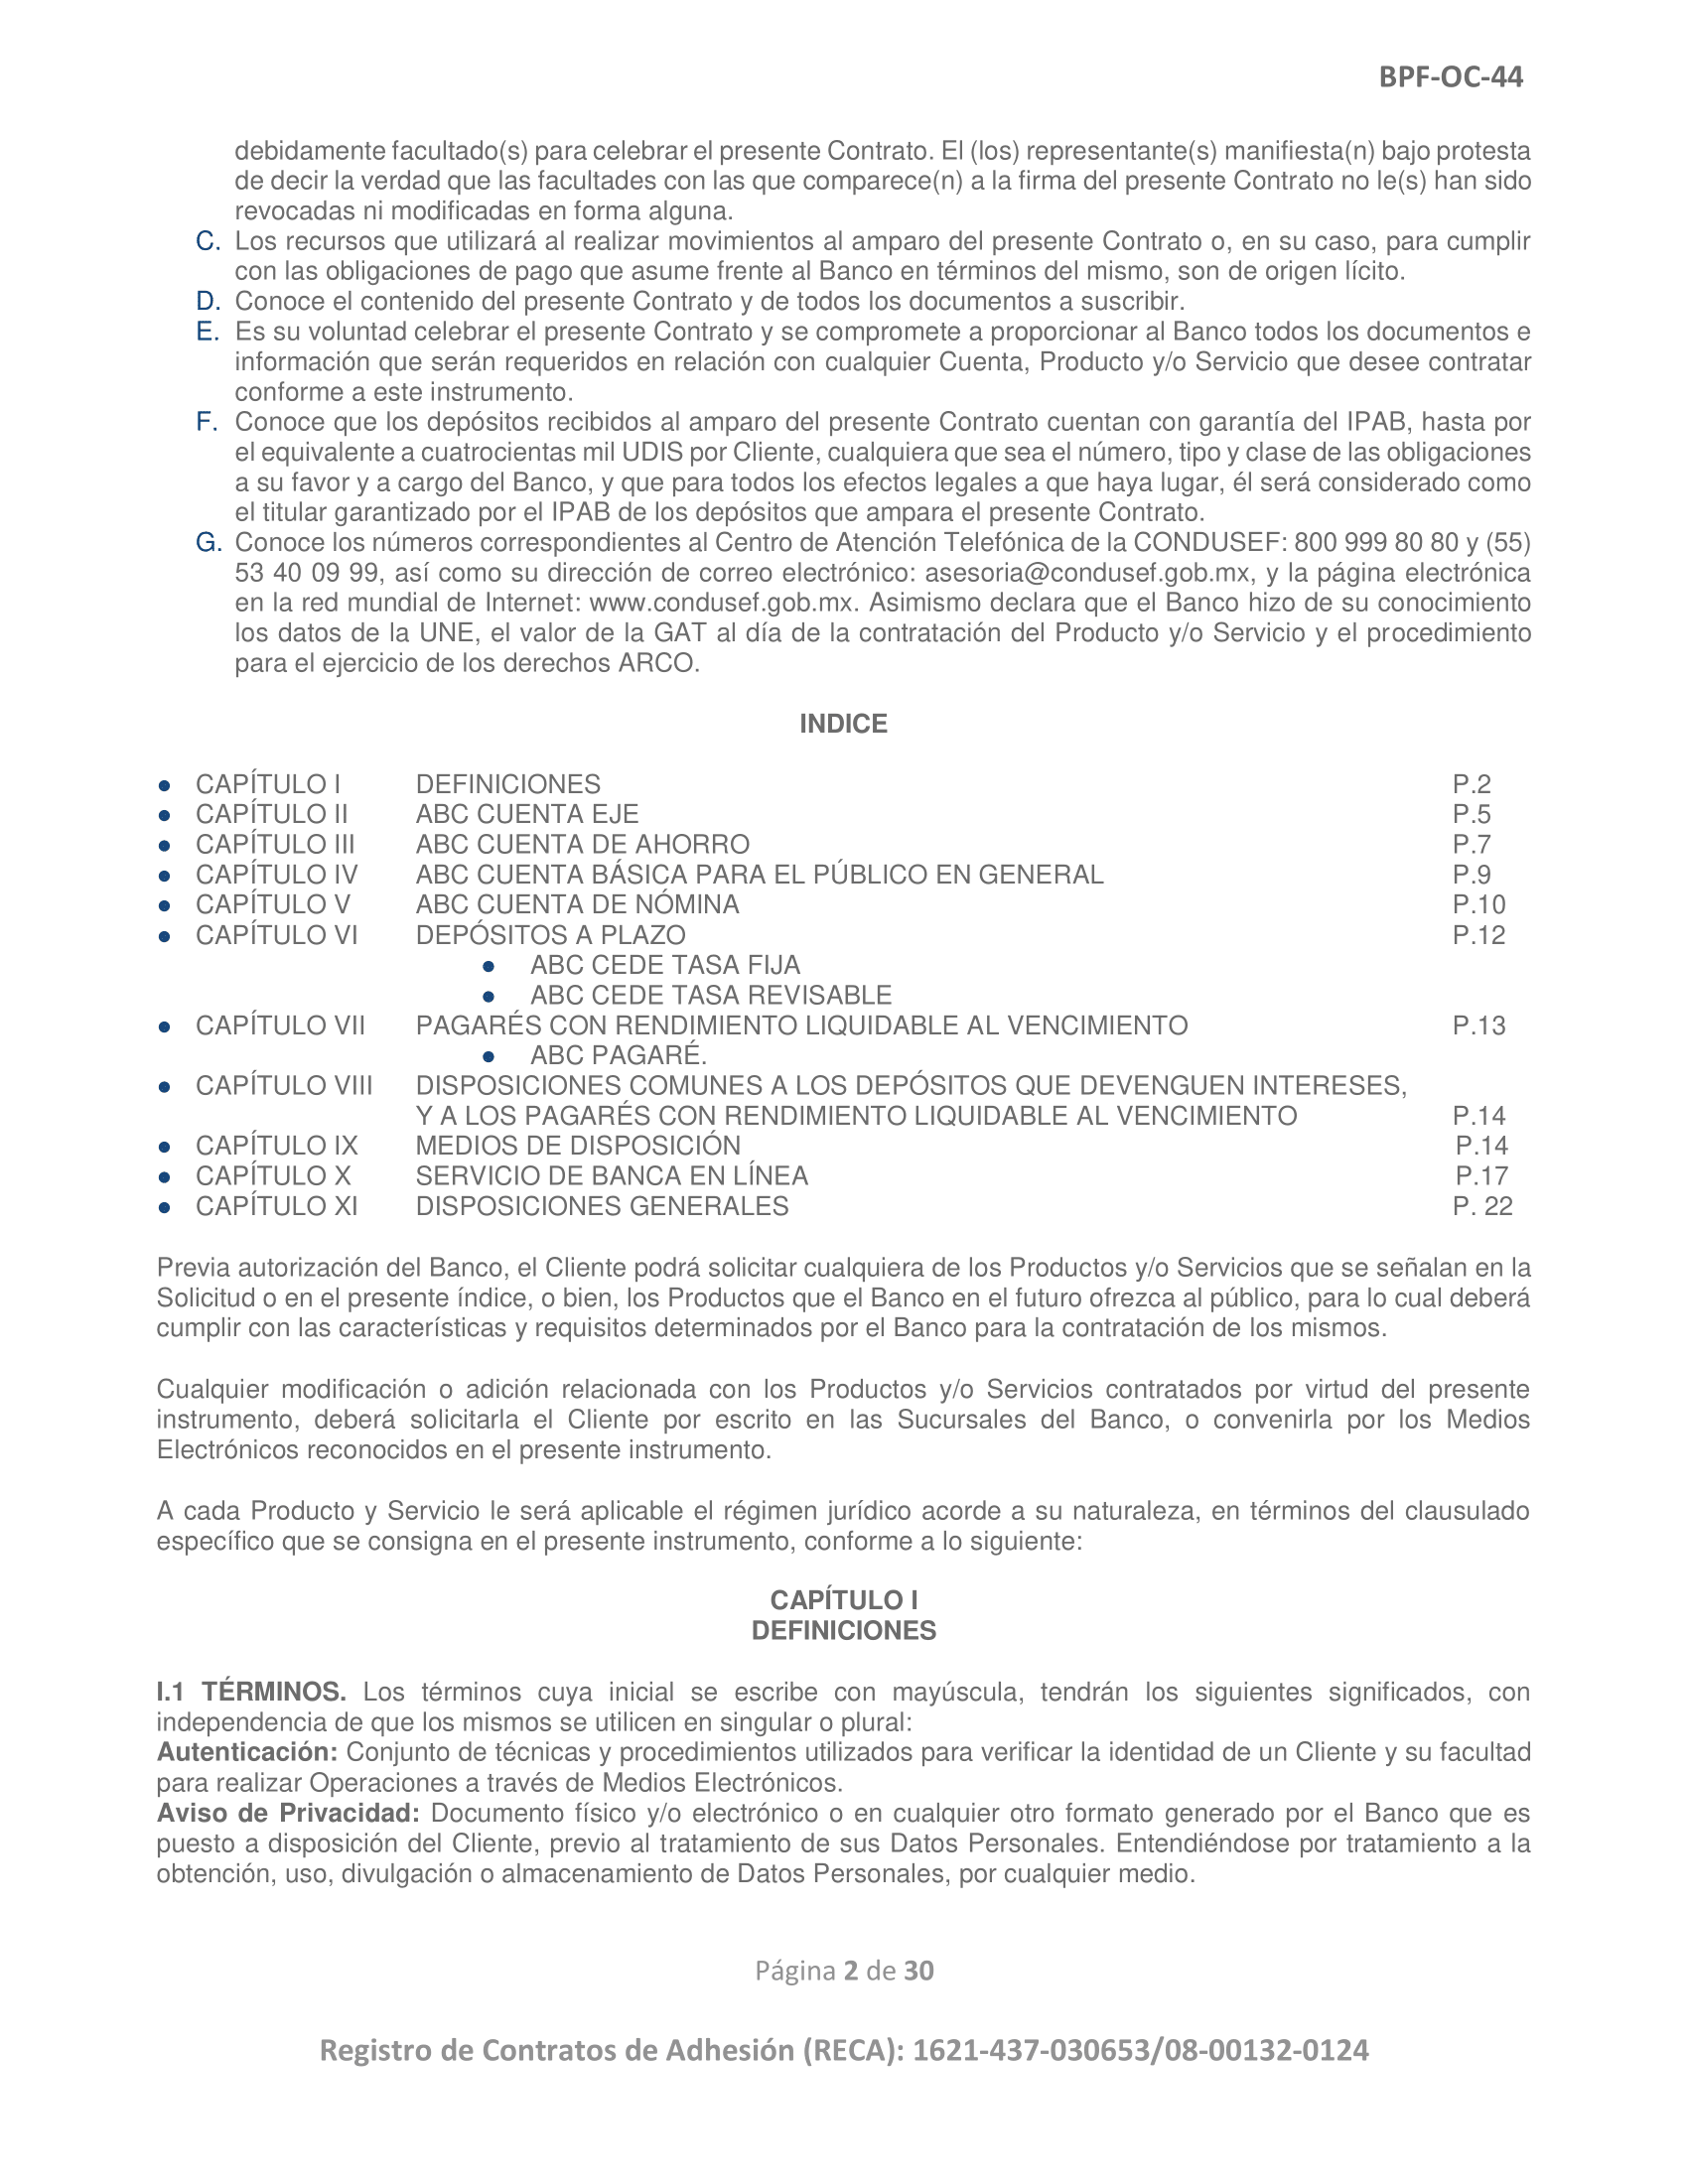 BPF-OC-44
debidamente facultado(s) para celebrar el presente Contrato. El (los) representante(s) manifiesta(n) bajo protesta
de decir la verdad que las facultades con las que comparece(n) a la firma del presente Contrato no le(s) han sido
revocadas ni modificadas en forma alguna.
C. Los recursos que utilizará al realizar movimientos al amparo del presente Contrato o, en su caso, para cumplir
con las obligaciones de pago que asume frente al Banco en términos del mismo, son de origen lícito.
D. Conoce el contenido del presente Contrato y de todos los documentos a suscribir.
E. Es su voluntad celebrar el presente Contrato y se compromete a proporcionar al Banco todos los documentos e
información que serán requeridos en relación con cualquier Cuenta, Producto y/o Servicio que desee contratar
conforme a este instrumento.
F. Conoce que los depósitos recibidos al amparo del presente Contrato cuentan con garantía del IPAB, hasta por
el equivalente a cuatrocientas mil UDIS por Cliente, cualquiera que sea el número, tipo y clase de las obligaciones
a su favor y a cargo del Banco, y que para todos los efectos legales a que haya lugar, él será considerado como
el titular garantizado por el IPAB de los depósitos que ampara el presente Contrato.
G. Conoce los números correspondientes al Centro de Atención Telefónica de la CONDUSEF: 800 999 80 80 y (55)
53 40 09 99, así como su dirección de correo electrónico: asesoria@condusef.gob.mx, y la página electrónica
en la red mundial de Internet: www.condusef.gob.mx. Asimismo declara que el Banco hizo de su conocimiento
los datos de la UNE, el valor de la GAT al día de la contratación del Producto y/o Servicio y el procedimiento
para el ejercicio de los derechos ARCO.
INDICE
● CAPÍTULO I DEFINICIONES P.2
● CAPÍTULO II ABC CUENTA EJE P.5
● CAPÍTULO III ABC CUENTA DE AHORRO P.7
● CAPÍTULO IV ABC CUENTA BÁSICA PARA EL PÚBLICO EN GENERAL P.9
● CAPÍTULO V ABC CUENTA DE NÓMINA P.10
● CAPÍTULO VI DEPÓSITOS A PLAZO P.12
● ABC CEDE TASA FIJA
● ABC CEDE TASA REVISABLE
● CAPÍTULO VII PAGARÉS CON RENDIMIENTO LIQUIDABLE AL VENCIMIENTO P.13
● ABC PAGARÉ.
● CAPÍTULO VIII DISPOSICIONES COMUNES A LOS DEPÓSITOS QUE DEVENGUEN INTERESES,
Y A LOS PAGARÉS CON RENDIMIENTO LIQUIDABLE AL VENCIMIENTO P.14
● CAPÍTULO IX MEDIOS DE DISPOSICIÓN P.14
● CAPÍTULO X SERVICIO DE BANCA EN LÍNEA P.17
● CAPÍTULO XI DISPOSICIONES GENERALES P. 22
Previa autorización del Banco, el Cliente podrá solicitar cualquiera de los Productos y/o Servicios que se señalan en la
Solicitud o en el presente índice, o bien, los Productos que el Banco en el futuro ofrezca al público, para lo cual deberá
cumplir con las características y requisitos determinados por el Banco para la contratación de los mismos.
Cualquier modificación o adición relacionada con los Productos y/o Servicios contratados por virtud del presente
instrumento, deberá solicitarla el Cliente por escrito en las Sucursales del Banco, o convenirla por los Medios
Electrónicos reconocidos en el presente instrumento.
A cada Producto y Servicio le será aplicable el régimen jurídico acorde a su naturaleza, en términos del clausulado
específico que se consigna en el presente instrumento, conforme a lo siguiente:
CAPÍTULO I
DEFINICIONES
I.1 TÉRMINOS. Los términos cuya inicial se escribe con mayúscula, tendrán los siguientes significados, con
independencia de que los mismos se utilicen en singular o plural:
Autenticación: Conjunto de técnicas y procedimientos utilizados para verificar la identidad de un Cliente y su facultad
para realizar Operaciones a través de Medios Electrónicos.
Aviso de Privacidad: Documento físico y/o electrónico o en cualquier otro formato generado por el Banco que es
puesto a disposición del Cliente, previo al tratamiento de sus Datos Personales. Entendiéndose por tratamiento a la
obtención, uso, divulgación o almacenamiento de Datos Personales, por cualquier medio.
Página 2 de 30
Registro de Contratos de Adhesión (RECA): 1621-437-030653/08-00132-0124